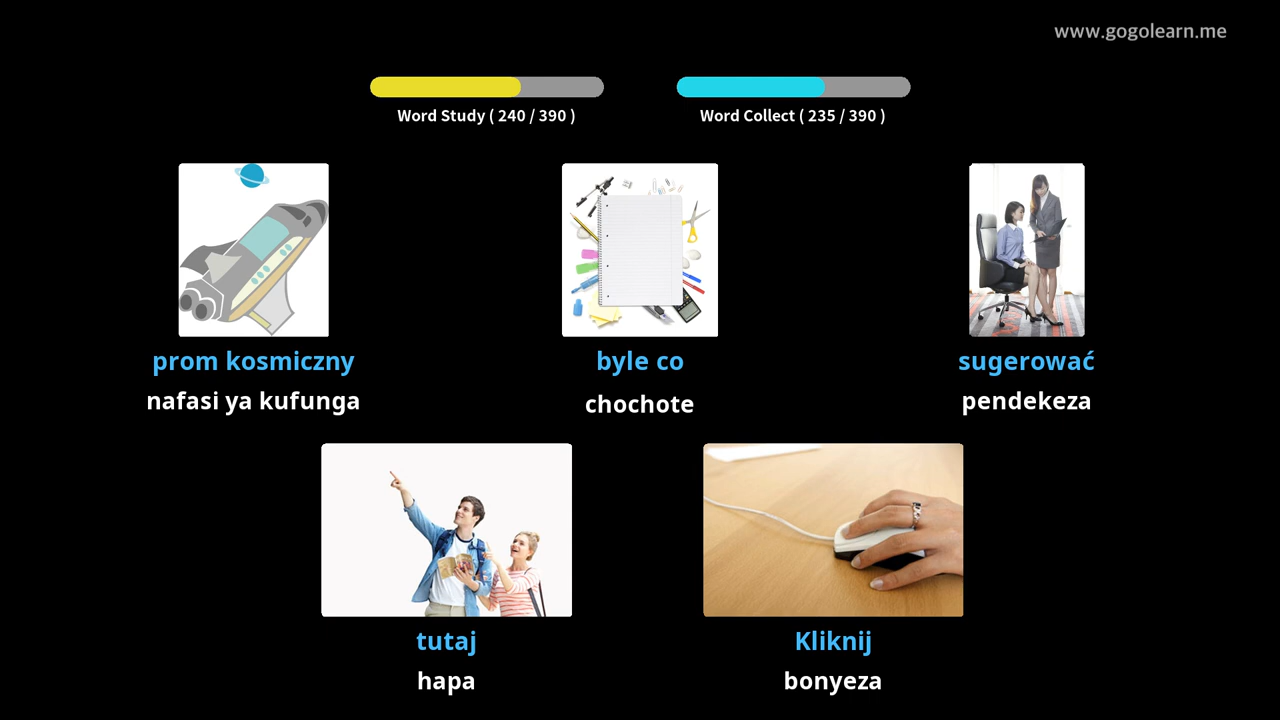 www.gogolearn.me
Word Study ( 240 / 390 )
Word Collect ( 235 / 390 )
prom kosmiczny
nafasi ya kufunga
byle co
chochote
sugerować
pendekeza
tutaj
hapa
Kliknij
bonyeza